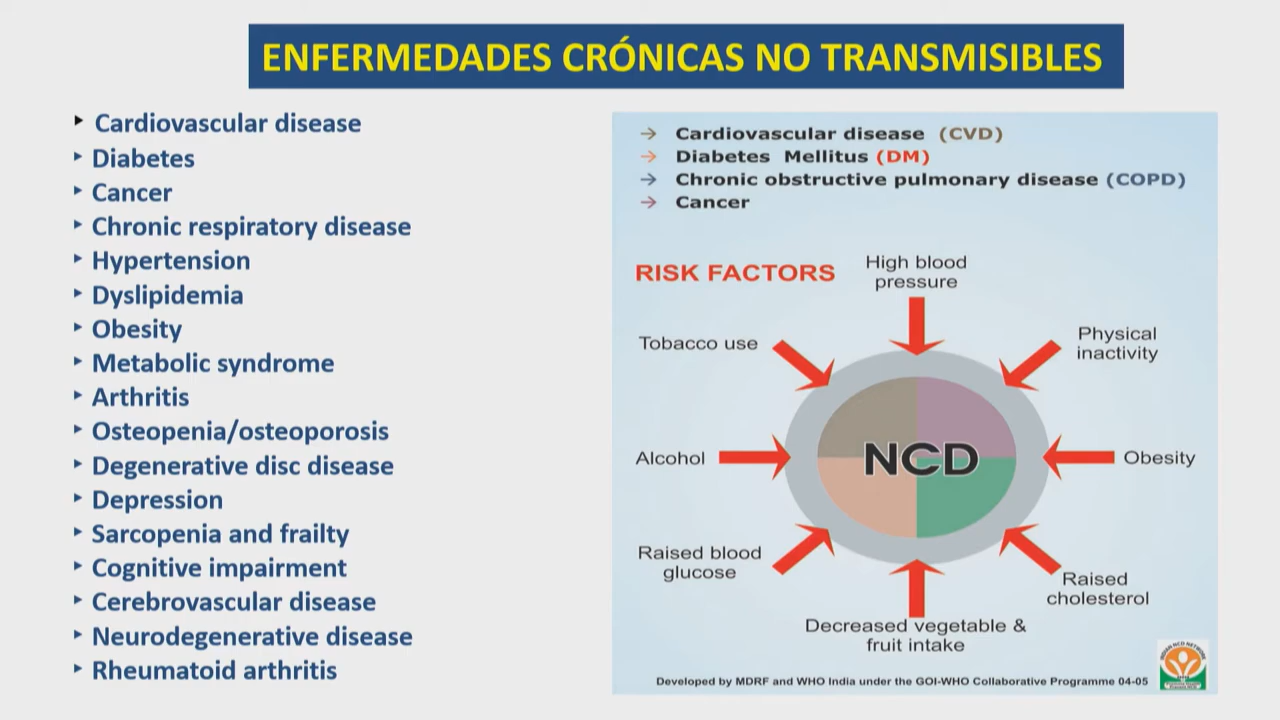 ENFERMEDADES CRÓNICAS NO TRANSMISIBLES
Cardiovascular disease
Diabetes
Cancer
Chronic respiratory disease
Hypertension
Dyslipidemia
Obesity
Metabolic syndrome
Arthritis
Osteopenia/osteoporosis
Degenerative disc disease
Depression
Sarcopenia and frailty
Cognitive impairment
Cerebrovascular disease
Neurodegenerative disease
Rheumatoid arthritis
Cardiovascular disease (CVD)
Diabetes Mellitus (DM)
Chronic obstructive pulmonary disease (COPD)
Cancer
RISK FACTORS
High blood
pressure
Tobacco use
Physical
inactivity
Alcohol
NCD
Obesity
Raised blood
glucose
Raised
cholesterol
Decreased vegetable &
fruit intake
Developed by MDRF and WHO India under the GOI-WHO Collaborative Programme 04-05
INDIAN NCD NETWORK